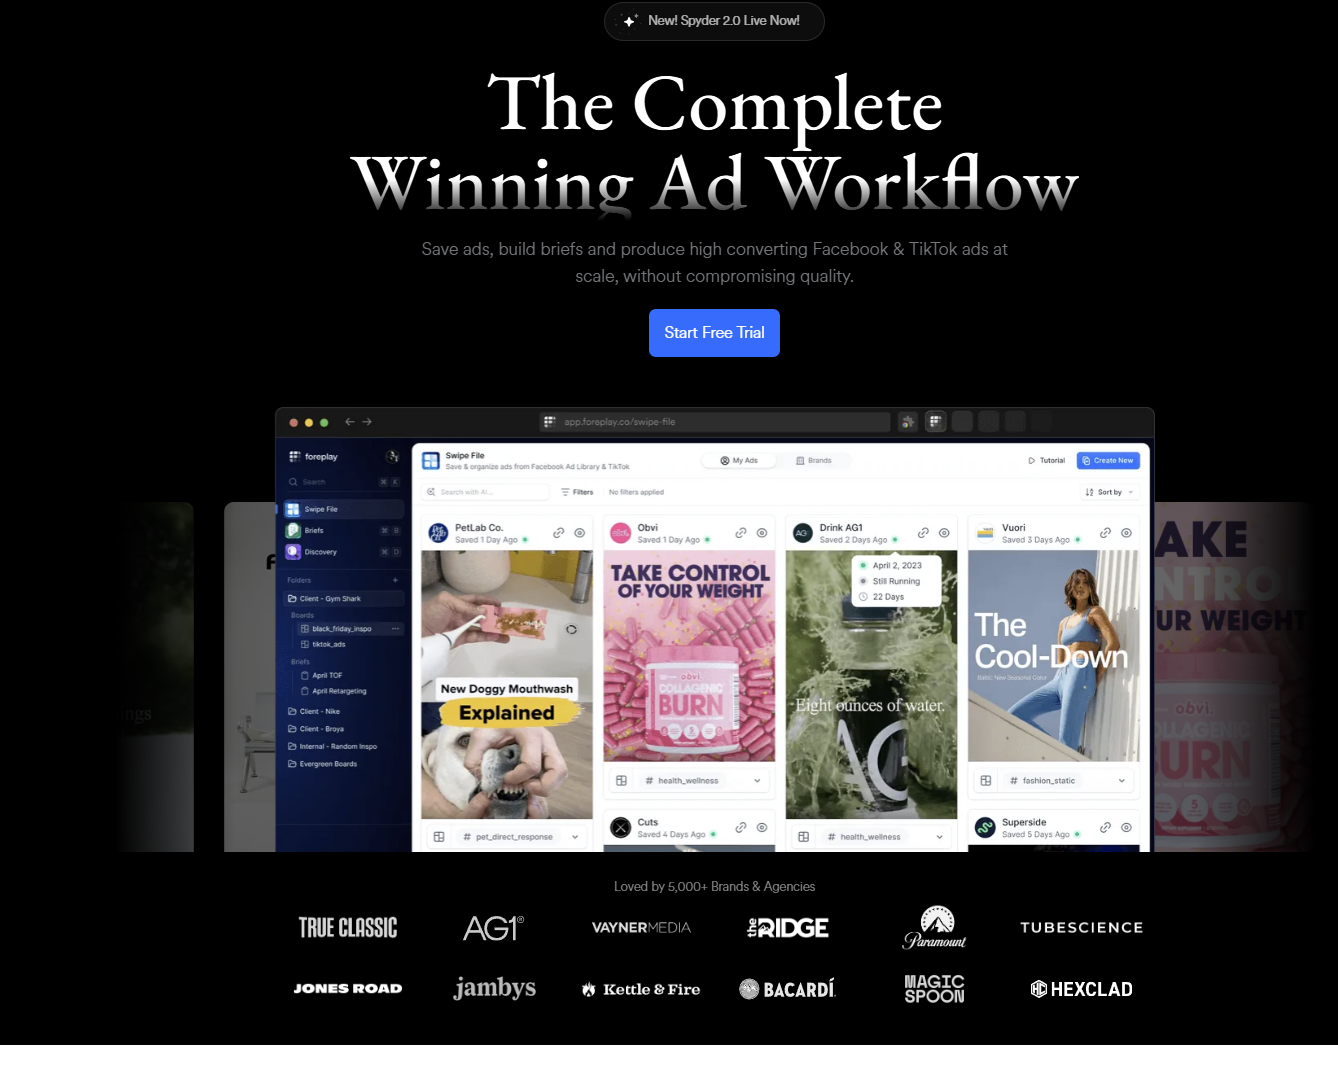 New! Spyder 2.0 Live Now!
The Complete
Winning Ad Workflow
Save ads, build briefs and produce high converting Facebook & TikTok ads at
scale, without compromising quality.
Start Free Trial
app.foreplay.co/swipe-file
foreplay
Search ⌘ K
Swipe File
Briefs ⌘ B
Discovery ⌘ D
Folders +
Client - Gym Shark
Boards
black_friday_inspo ...
tiktok_ads
Briefs
April TOF
April Retargeting
Client - Nike
Client - Broya
Internal - Random Inspo
Evergreen Boards
Swipe File
Save & organize ads from Facebook Ad Library & TikTok
My Ads
Brands
Tutorial
Create New
Search with AI...
Filters
No filters applied
Sort by
PetLab Co.
Saved 1 Day Ago
New Doggy Mouthwash
Explained
# pet_direct_response
Obvi
Saved 1 Day Ago
TAKE CONTROL
OF YOUR WEIGHT
obvi.
COLLAGENIC
BURN
# health_wellness
Cuts
Saved 4 Days Ago
Drink AG1
Saved 2 Days Ago
April 2, 2023
Still Running
22 Days
Eight ounces of water.
AG
# health_wellness
Vuori
Saved 3 Days Ago
The
Cool-Down
Baltic: New Seasonal Color
# fashion_static
Superside
Saved 5 Days Ago
ings
AKE
NTRO
UR WEIGHT
obvi.
COLLAGENIC
BURN
Loved by 5,000+ Brands & Agencies
TRUE CLASSIC
AG1®
VAYNERMEDIA
the RIDGE
Paramount
TUBESCIENCE
JONES ROAD
jambys
Kettle & Fire
BACARDÍ
MAGIC
SPOON
HC HEXCLAD